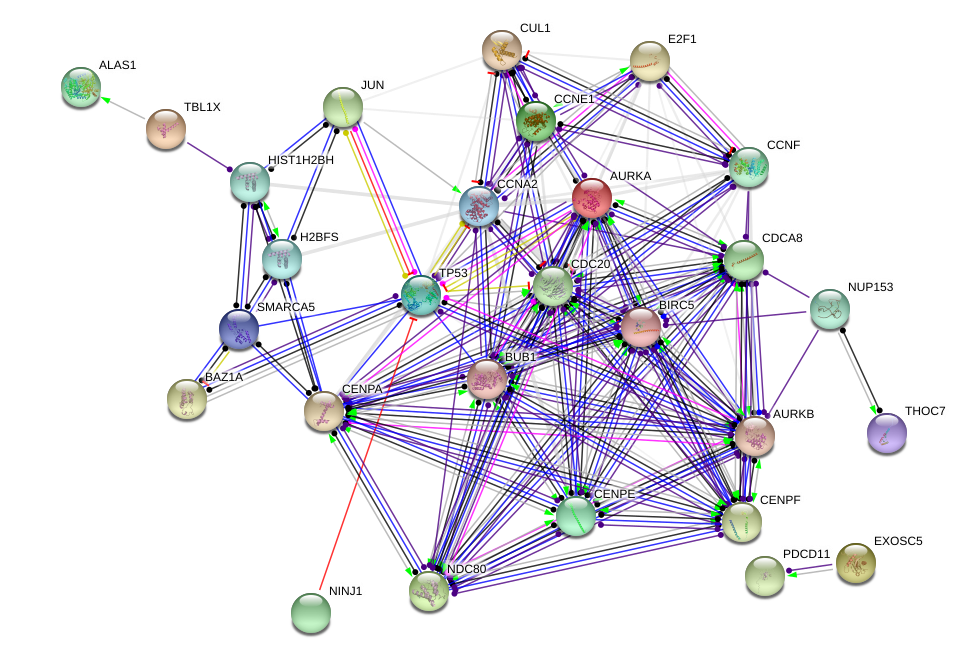 CUL1
E2F1
ALAS1
JUN
TBL1X
CCNE1
CCNF
HIST1H2BH
AURKA
CCNA2
H2BFS
CDCA8
TP53
CDC20
NUP153
SMARCA5
BIRC5
BUB1
BAZ1A
CENPA
AURKB
THOC7
CENPE
CENPF
EXOSC5
PDCD11
NDC80
NINJ1